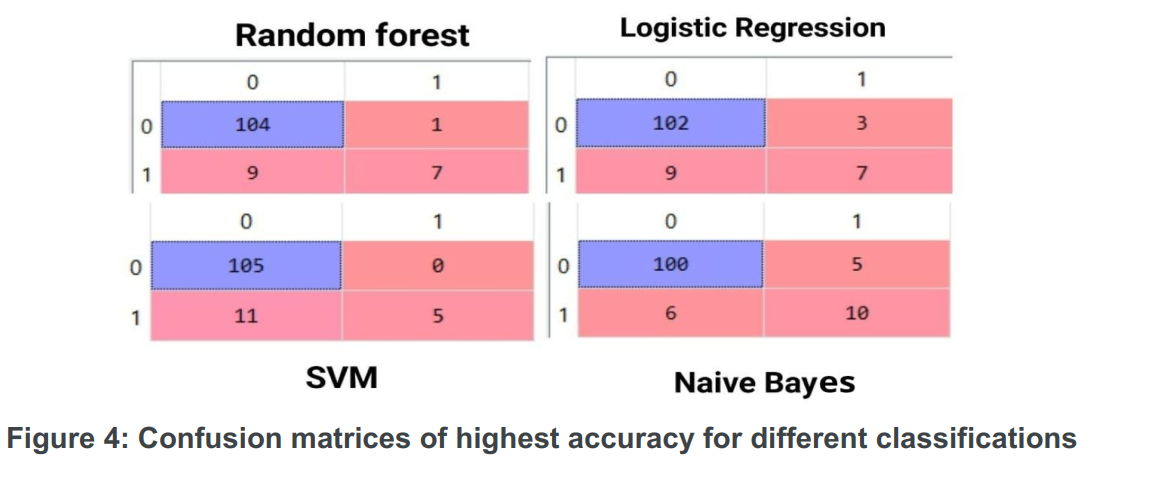 Random forest
0 1
0 104 1
1 9 7
Logistic Regression
0 1
0 102 3
1 9 7
0 1
0 105 0
1 11 5
SVM
0 1
0 100 5
1 6 10
Naive Bayes
Figure 4: Confusion matrices of highest accuracy for different classifications